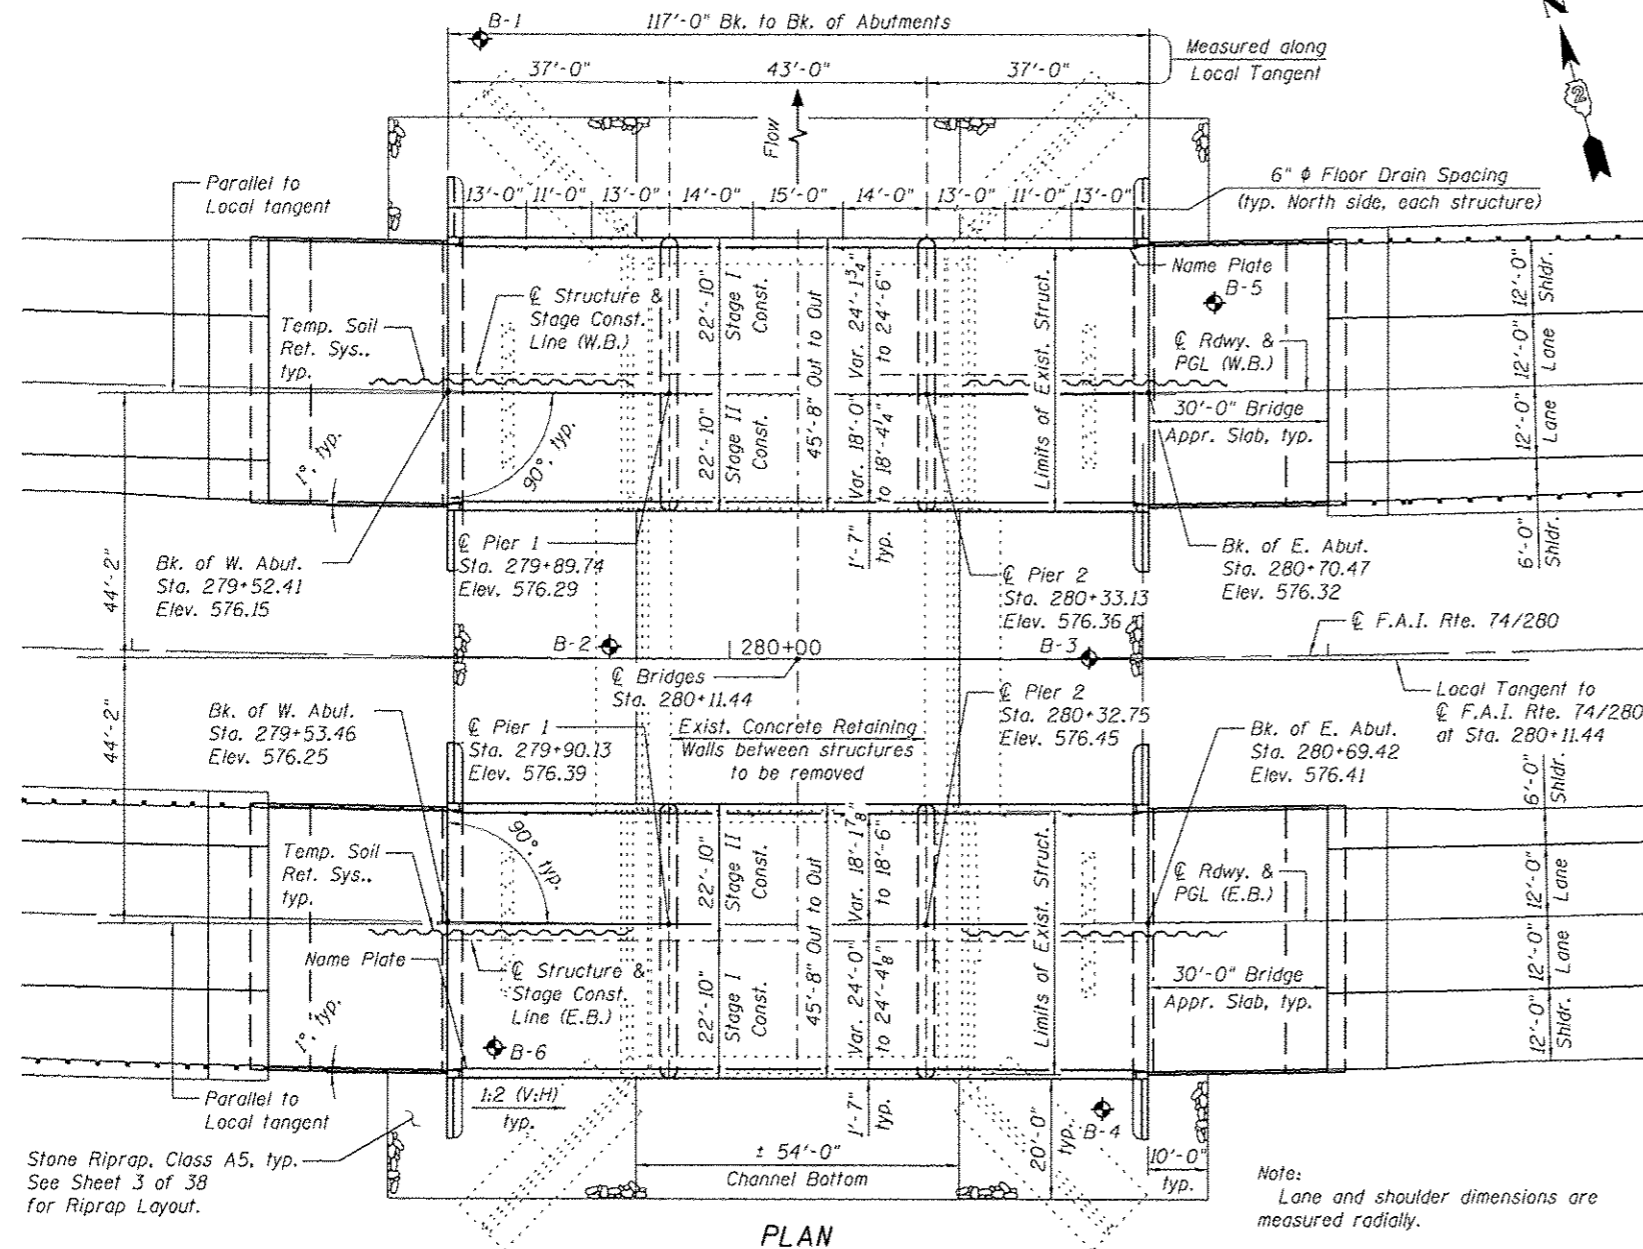 B-1
117'-0" Bk. to Bk. of Abutments
Measured along
Local Tangent
37'-0"
43'-0"
37'-0"
2
Flow
Parallel to
Local tangent
13'-0"
11'-0"
13'-0"
14'-0"
15'-0"
14'-0"
13'-0"
11'-0"
13'-0"
6" ϕ Floor Drain Spacing
(typ. North side, each structure)
Name Plate
B-5
℄ Structure &
Stage Const.
Line (W.B.)
Temp. Soil
Ret. Sys.,
typ.
22'-10"
Stage I
Const.
22'-10"
Stage II
Const.
45'-8" Out to Out
Var. 24'-1 3/4"
to 24'-6"
Var. 18'-0"
to 18'-4 1/4"
Limits of Exist. Struct.
℄ Rdwy. &
PGL (W.B.)
30'-0" Bridge
Appr. Slab, typ.
12'-0"
Shldr.
12'-0"
Lane
12'-0"
Lane
6'-0"
Shldr.
1°, typ.
90°, typ.
1'-7"
typ.
44'-2"
Bk. of W. Abut.
Sta. 279+52.41
Elev. 576.15
℄ Pier 1
Sta. 279+89.74
Elev. 576.29
℄ Pier 2
Sta. 280+33.13
Elev. 576.36
Bk. of E. Abut.
Sta. 280+70.47
Elev. 576.32
℄ F.A.I. Rte. 74/280
B-2
280+00
B-3
℄ Bridges
Sta. 280+11.44
Local Tangent to
℄ F.A.I. Rte. 74/280
at Sta. 280+11.44
44'-2"
Bk. of W. Abut.
Sta. 279+53.46
Elev. 576.25
℄ Pier 1
Sta. 279+90.13
Elev. 576.39
Exist. Concrete Retaining
Walls between structures
to be removed
℄ Pier 2
Sta. 280+32.75
Elev. 576.45
Bk. of E. Abut.
Sta. 280+69.42
Elev. 576.41
6'-0"
Shldr.
12'-0"
Lane
12'-0"
Lane
12'-0"
Shldr.
Temp. Soil
Ret. Sys.,
typ.
90°, typ.
22'-10"
Stage II
Const.
22'-10"
Stage I
Const.
45'-8" Out to Out
Var. 18'-1 7/8"
to 18'-6"
Var. 24'-0"
to 24'-4 1/8"
Limits of Exist. Struct.
℄ Rdwy. &
PGL (E.B.)
30'-0" Bridge
Appr. Slab, typ.
Name Plate
℄ Structure &
Stage Const.
Line (E.B.)
1°, typ.
B-6
Parallel to
Local tangent
1:2 (V:H)
typ.
1'-7"
typ.
± 54'-0"
Channel Bottom
20'-0"
typ.
B-4
10'-0"
typ.
Stone Riprap, Class A5, typ.
See Sheet 3 of 38
for Riprap Layout.
Note:
Lane and shoulder dimensions are
measured radially.
PLAN